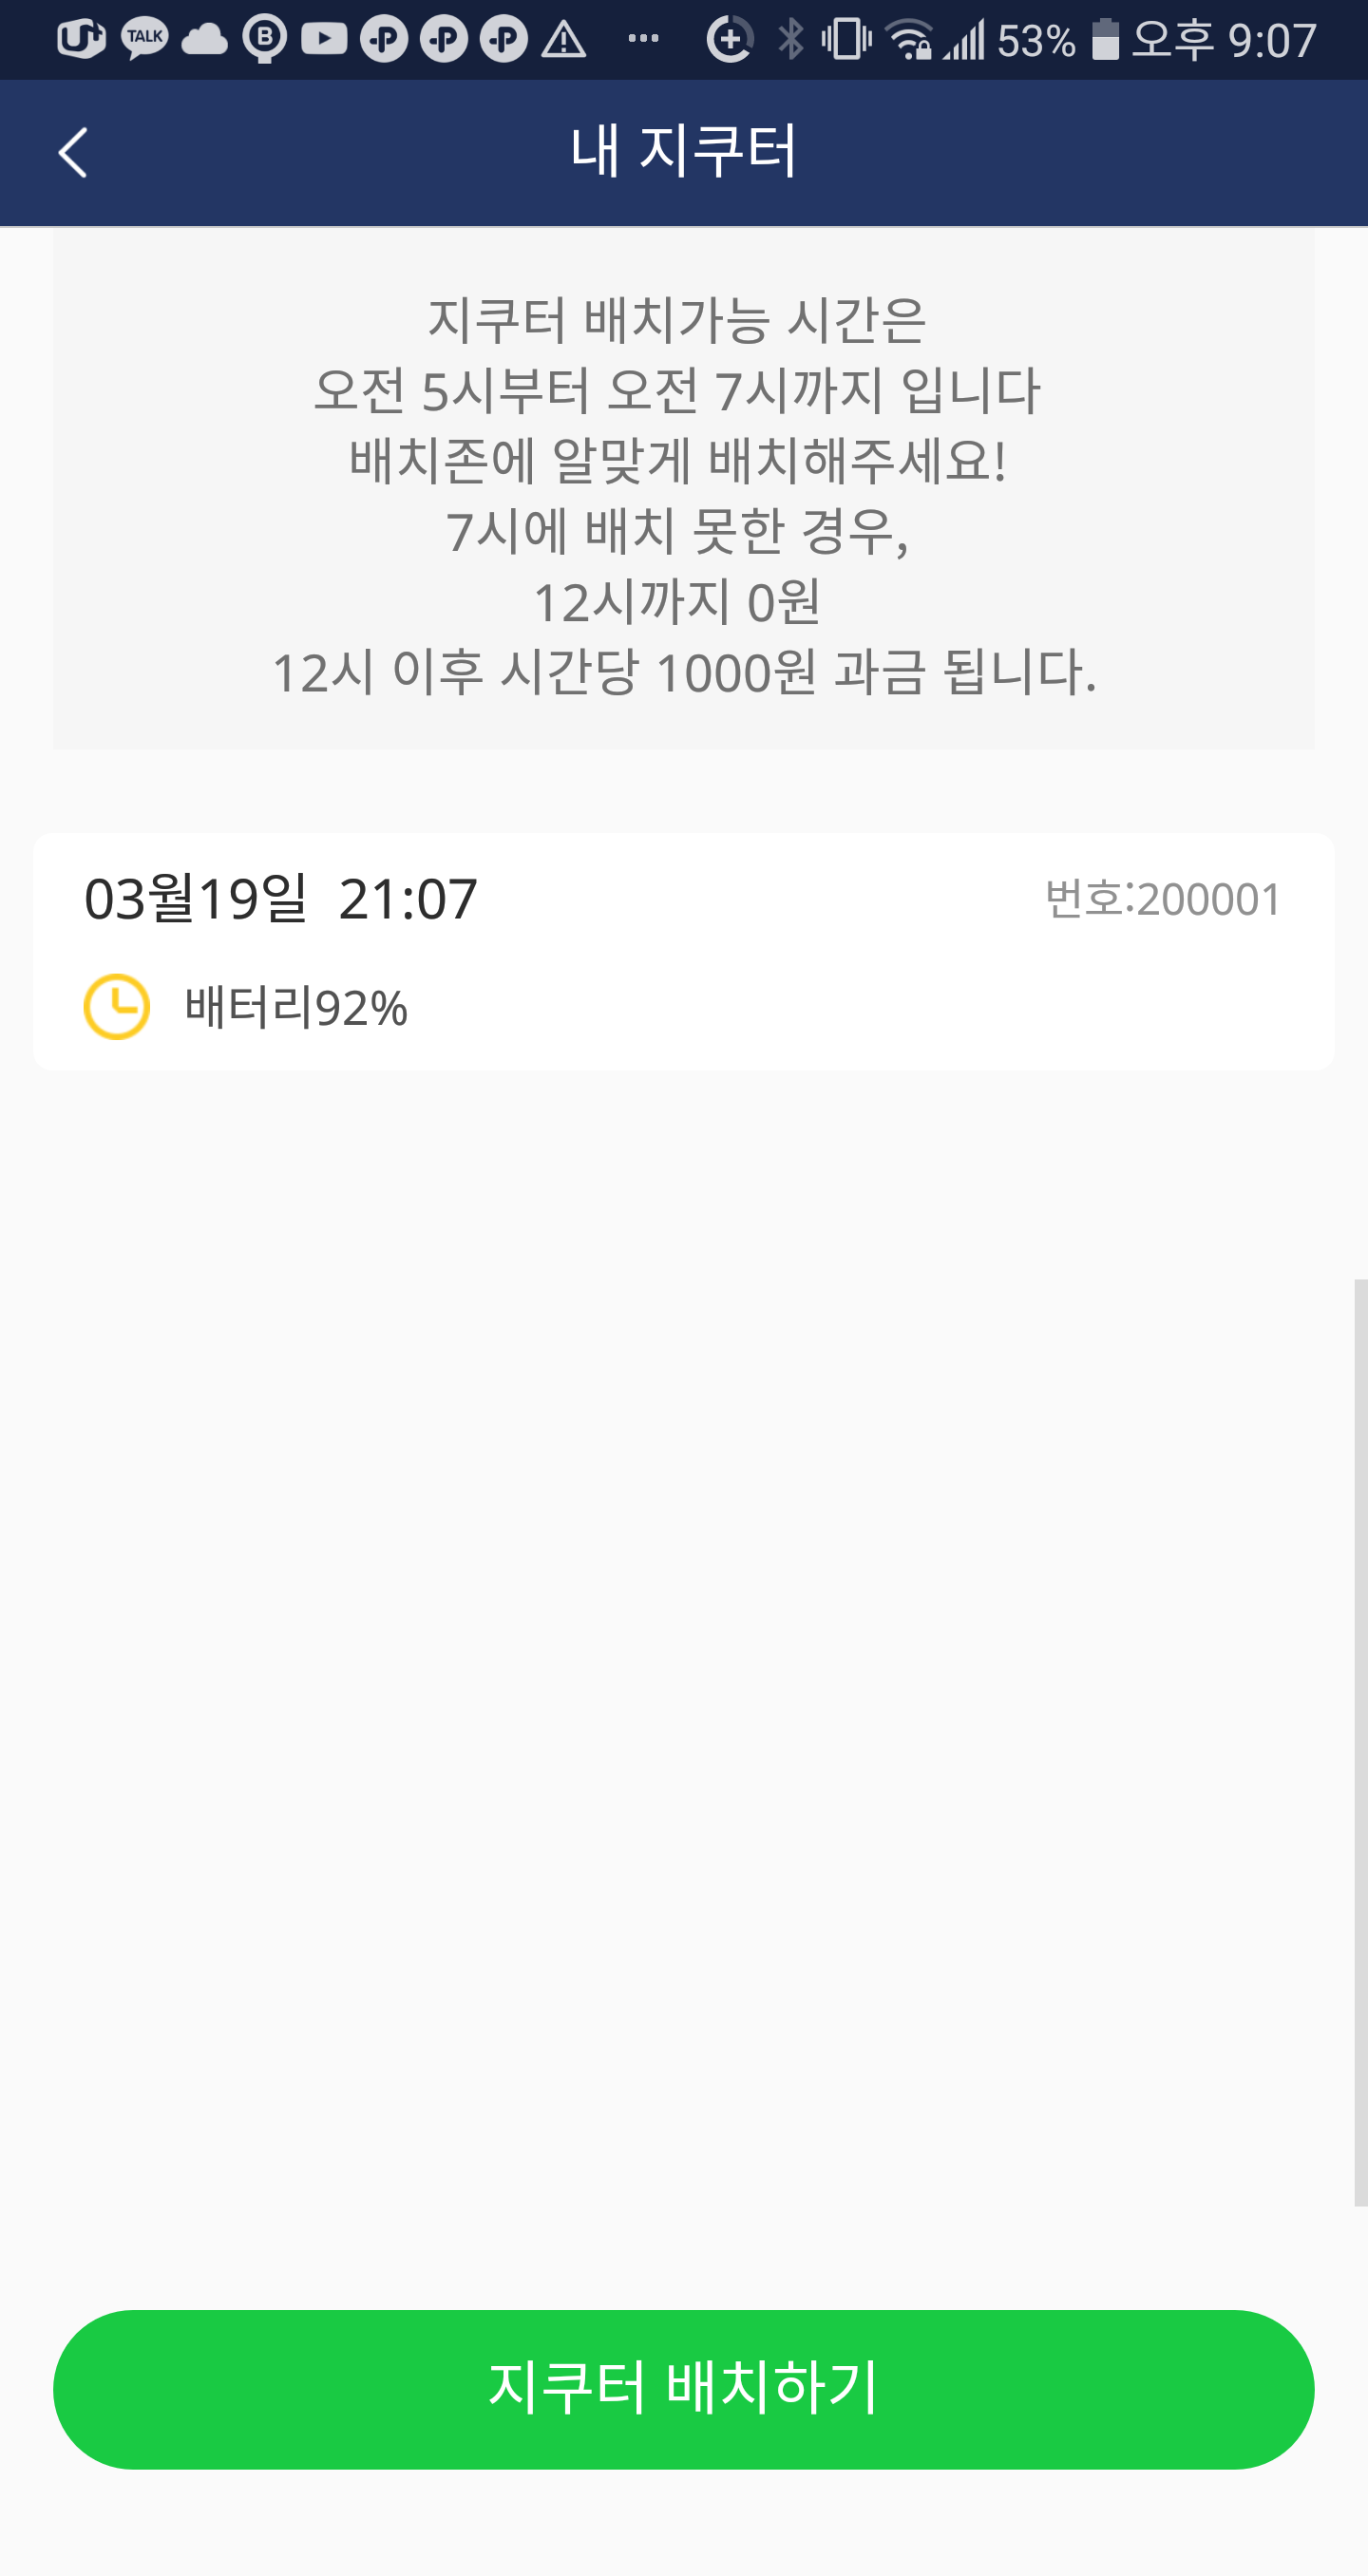 TALK
53% 오후 9:07
내 지쿠터
지쿠터 배치가능 시간은
오전 5시부터 오전 7시까지 입니다
배치존에 알맞게 배치해주세요!
7시에 배치 못한 경우,
12시까지 0원
12시 이후 시간당 1000원 과금 됩니다.
03월19일 21:07
번호:200001
배터리92%
지쿠터 배치하기